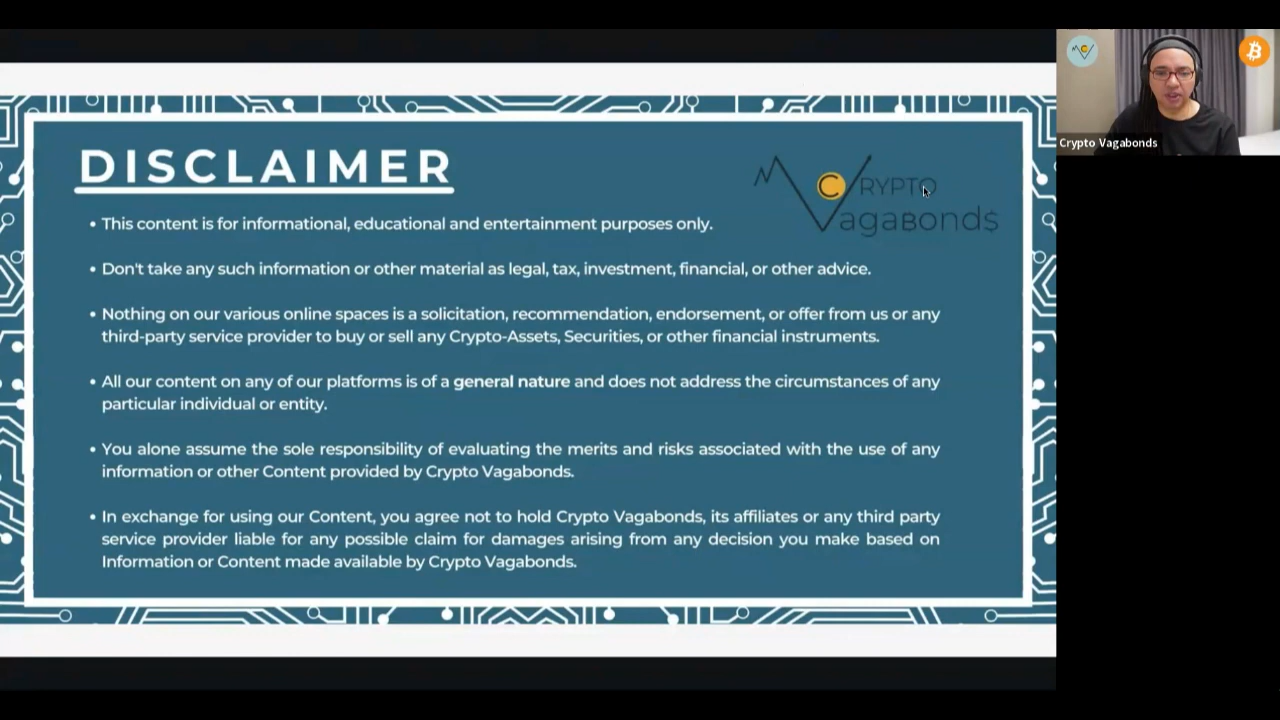 DISCLAIMER
CRYPTO
Vagabonds
• This content is for informational, educational and entertainment purposes only.
• Don't take any such information or other material as legal, tax, investment, financial, or other advice.
• Nothing on our various online spaces is a solicitation, recommendation, endorsement, or offer from us or any
third-party service provider to buy or sell any Crypto-Assets, Securities, or other financial instruments.
• All our content on any of our platforms is of a general nature and does not address the circumstances of any
particular individual or entity.
• You alone assume the sole responsibility of evaluating the merits and risks associated with the use of any
information or other Content provided by Crypto Vagabonds.
• In exchange for using our Content, you agree not to hold Crypto Vagabonds, its affiliates or any third party
service provider liable for any possible claim for damages arising from any decision you make based on
Information or Content made available by Crypto Vagabonds.
Crypto Vagabonds